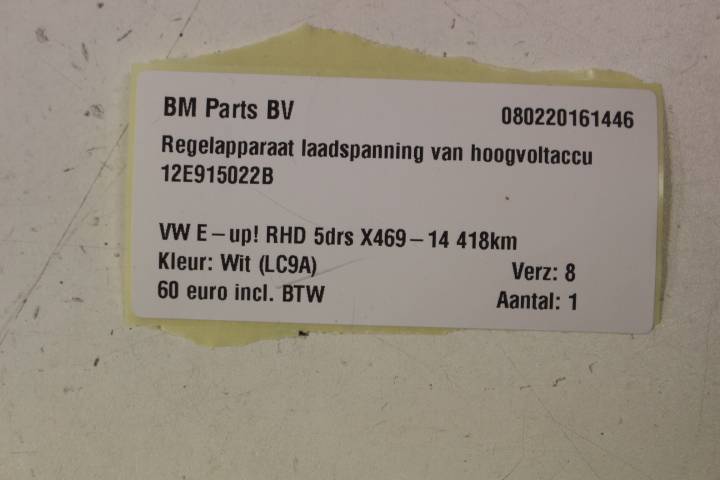 BM Parts BV 080220161446
Regelapparaat laadspanning van hoogvoltaccu
12E915022B
VW E-up! RHD 5drs X469-14 418km
Kleur: Wit (LC9A) Verz: 8
60 euro incl. BTW Aantal: 1